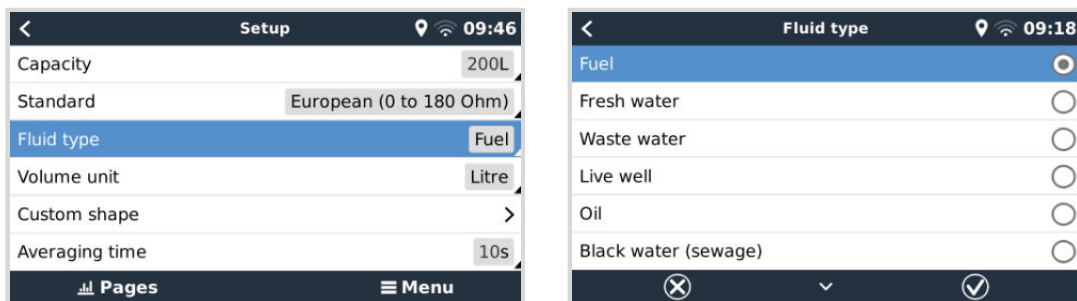 Setup 09:46
Capacity 200L
Standard European (0 to 180 Ohm)
Fluid type Fuel
Volume unit Litre
Custom shape
Averaging time 10s
Pages Menu
Fluid type 09:18
Fuel
Fresh water
Waste water
Live well
Oil
Black water (sewage)